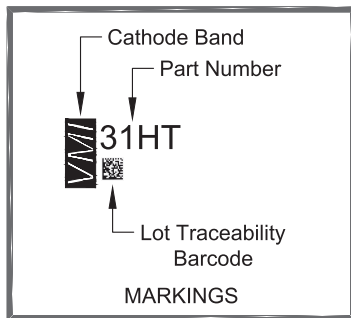 Cathode Band
Part Number
VMI
31HT
Lot Traceability
Barcode
MARKINGS